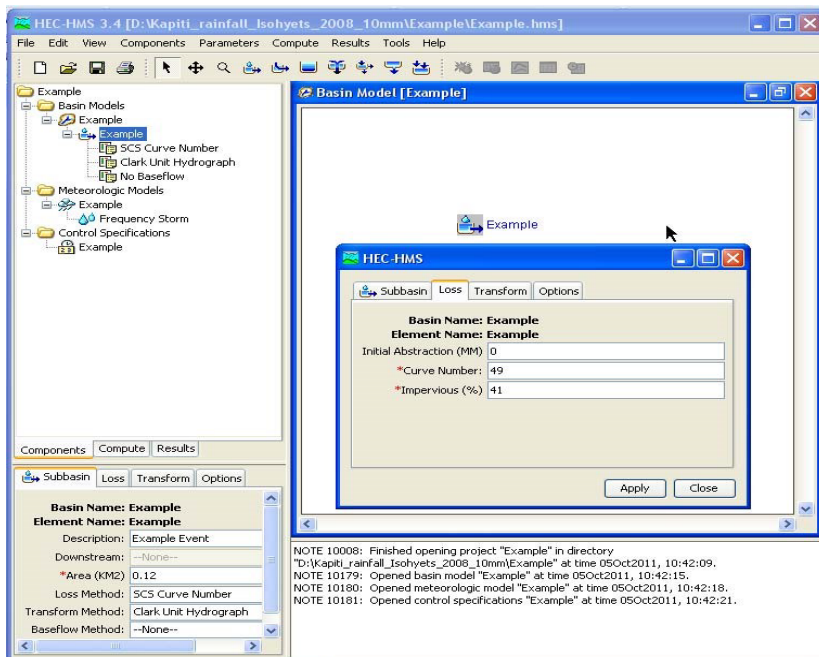 HEC-HMS 3.4 [D:\Kapiti_rainfall_Isohyets_2008_10mm\Example\Example.hms]
File Edit View Components Parameters Compute Results Tools Help
Example
Basin Models
Example
Example
SCS Curve Number
Clark Unit Hydrograph
No Baseflow
Meteorologic Models
Example
Frequency Storm
Control Specifications
Example
Components Compute Results
Subbasin Loss Transform Options
Basin Name: Example
Element Name: Example
Description: Example Event
Downstream: --None--
*Area (KM2) 0.12
Loss Method: SCS Curve Number
Transform Method: Clark Unit Hydrograph
Baseflow Method: --None--
Basin Model [Example]
Example
HEC-HMS
Subbasin Loss Transform Options
Basin Name: Example
Element Name: Example
Initial Abstraction (MM) 0
*Curve Number: 49
*Impervious (%) 41
Apply Close
NOTE 10008: Finished opening project "Example" in directory
"D:\Kapiti_rainfall_Isohyets_2008_10mm\Example" at time 05Oct2011, 10:42:09.
NOTE 10179: Opened basin model "Example" at time 05Oct2011, 10:42:15.
NOTE 10180: Opened meteorologic model "Example" at time 05Oct2011, 10:42:18.
NOTE 10181: Opened control specifications "Example" at time 05Oct2011, 10:42:21.